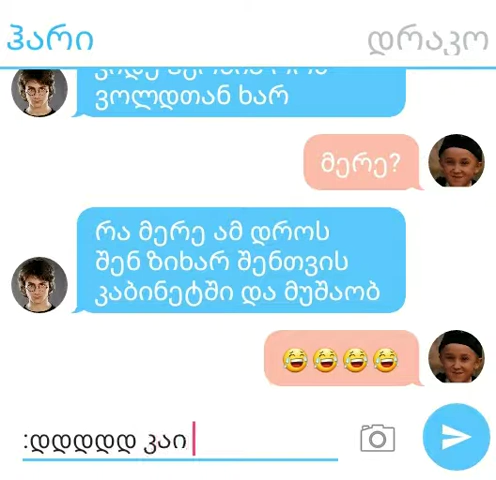 ჰარი
დრაკო
ვოლდთან ხარ
მერე?
რა მერე ამ დროს
შენ ზიხარ შენთვის
კაბინეტში და მუშაობ
😂😂😂😂
:დდდდდ კაი